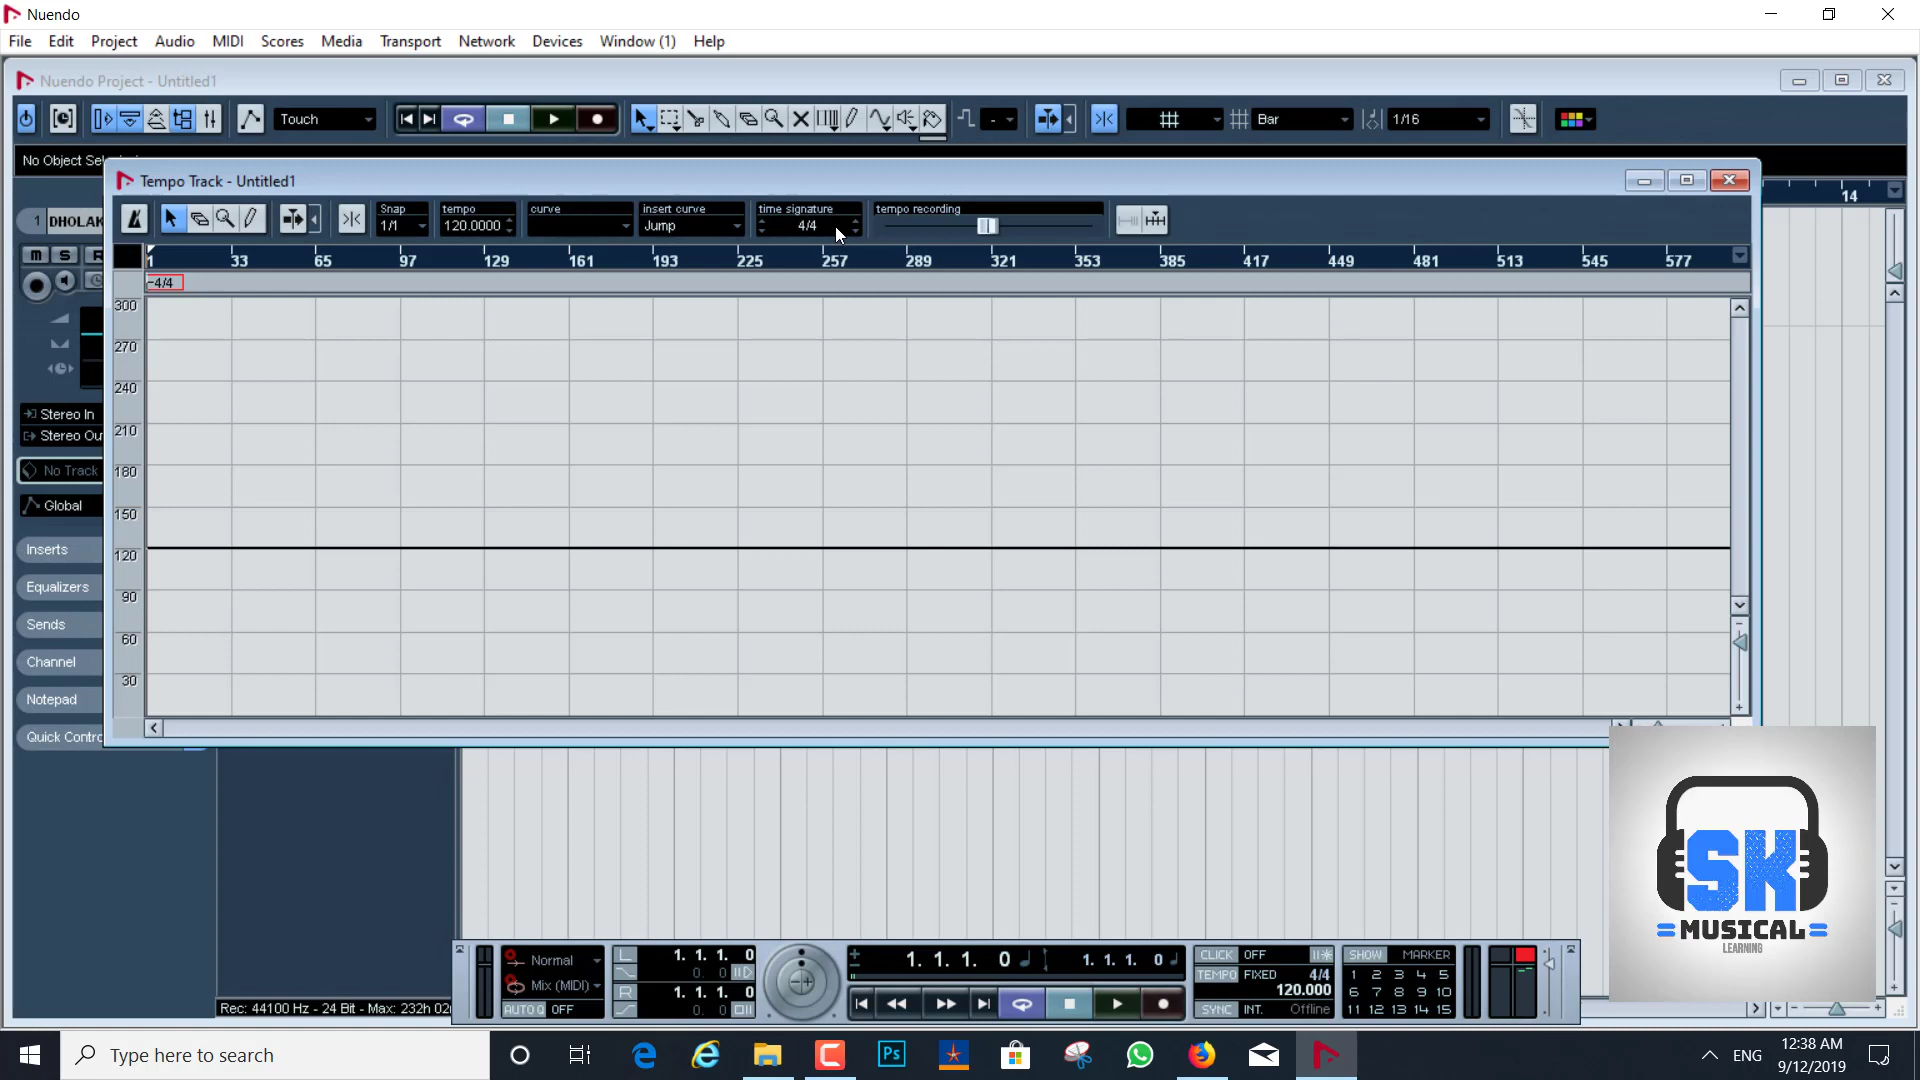 Nuendo
File Edit Project Audio MIDI Scores Media Transport Network Devices Window (1) Help
Nuendo Project - Untitled1
Touch - Bar 1/16
No Object Sel
Tempo Track - Untitled1
14
1 DHOLAK
Snap tempo curve insert curve time signature tempo recording
1/1 120.0000 Jump 4/4
m S R
1 33 65 97 129 161 193 225 257 289 321 353 385 417 449 481 513 545 577
4/4
300
270
240
210
180
150
120
90
60
30
Stereo In
Stereo Ou
No Track
Global
Inserts
Equalizers
Sends
Channel
Notepad
Quick Contro
SK
=MUSICAL=
LEARNING
Normal L 1. 1. 1. 0 1. 1. 1. 0 1. 1. 1. 0 CLICK OFF SHOW MARKER
0. 0 TEMPO FIXED 4/4 1 2 3 4 5
Mix (MIDI) R 1. 1. 1. 0 120.000 6 7 8 9 10
AUTO Q OFF 0. 0 SYNC INT. Offline 11 12 13 14 15
Rec: 44100 Hz - 24 Bit - Max: 232h 02
Type here to search
Ps
ENG
12:38 AM
9/12/2019